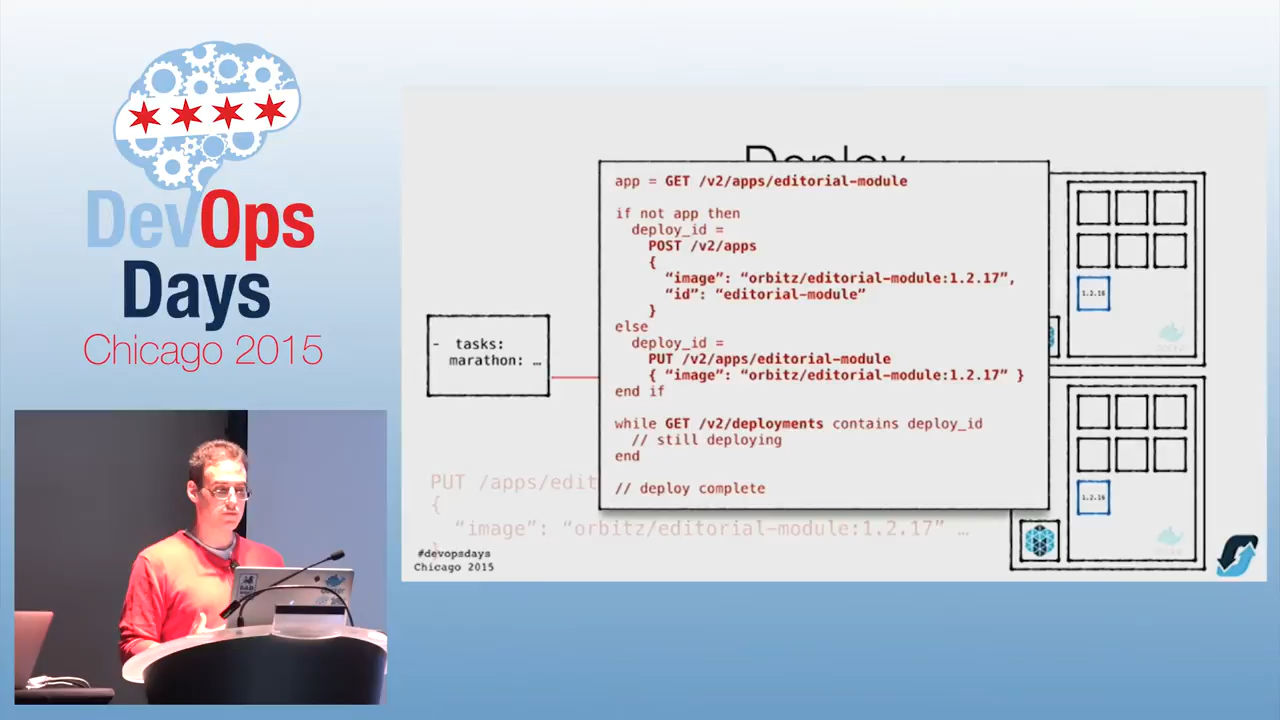 DevOps
Days
Chicago 2015
Deploy
app = GET /v2/apps/editorial-module
if not app then
deploy_id =
POST /v2/apps
{
“image”: “orbitz/editorial-module:1.2.17”,
“id”: “editorial-module”
}
else
deploy_id =
PUT /v2/apps/editorial-module
{ “image”: “orbitz/editorial-module:1.2.17” }
end if
while GET /v2/deployments contains deploy_id
// still deploying
end
// deploy complete
- tasks:
marathon: …
PUT /apps/edit
{
“image”: “orbitz/editorial-module:1.2.17” …
#devopsdays
Chicago 2015
1.2.16
1.2.16